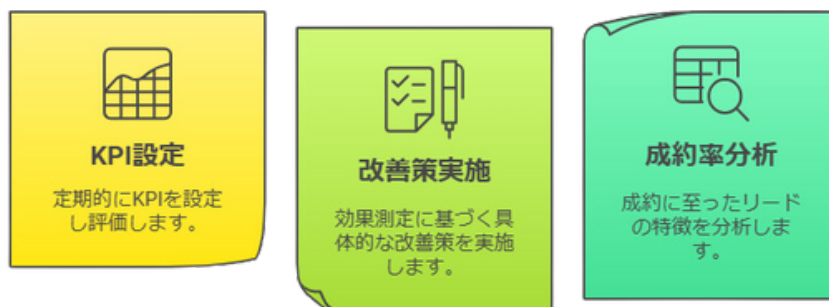 KPI設定
定期的にKPIを設定
し評価します。
改善策実施
効果測定に基づく具
体的な改善策を実施
します。
成約率分析
成約に至ったリード
の特徴を分析しま
す。